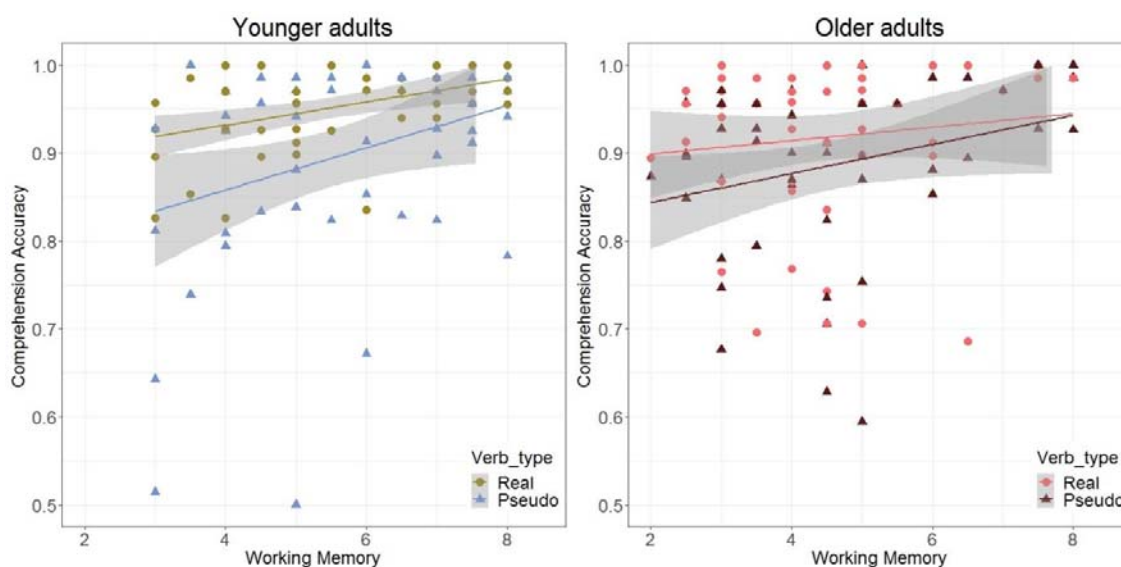 Younger adults
Comprehension Accuracy
1.0
0.9
0.8
0.7
0.6
0.5
2
4
6
8
Working Memory
Verb_type
Real
Pseudo
Older adults
Comprehension Accuracy
1.0
0.9
0.8
0.7
0.6
0.5
2
4
6
8
Working Memory
Verb_type
Real
Pseudo